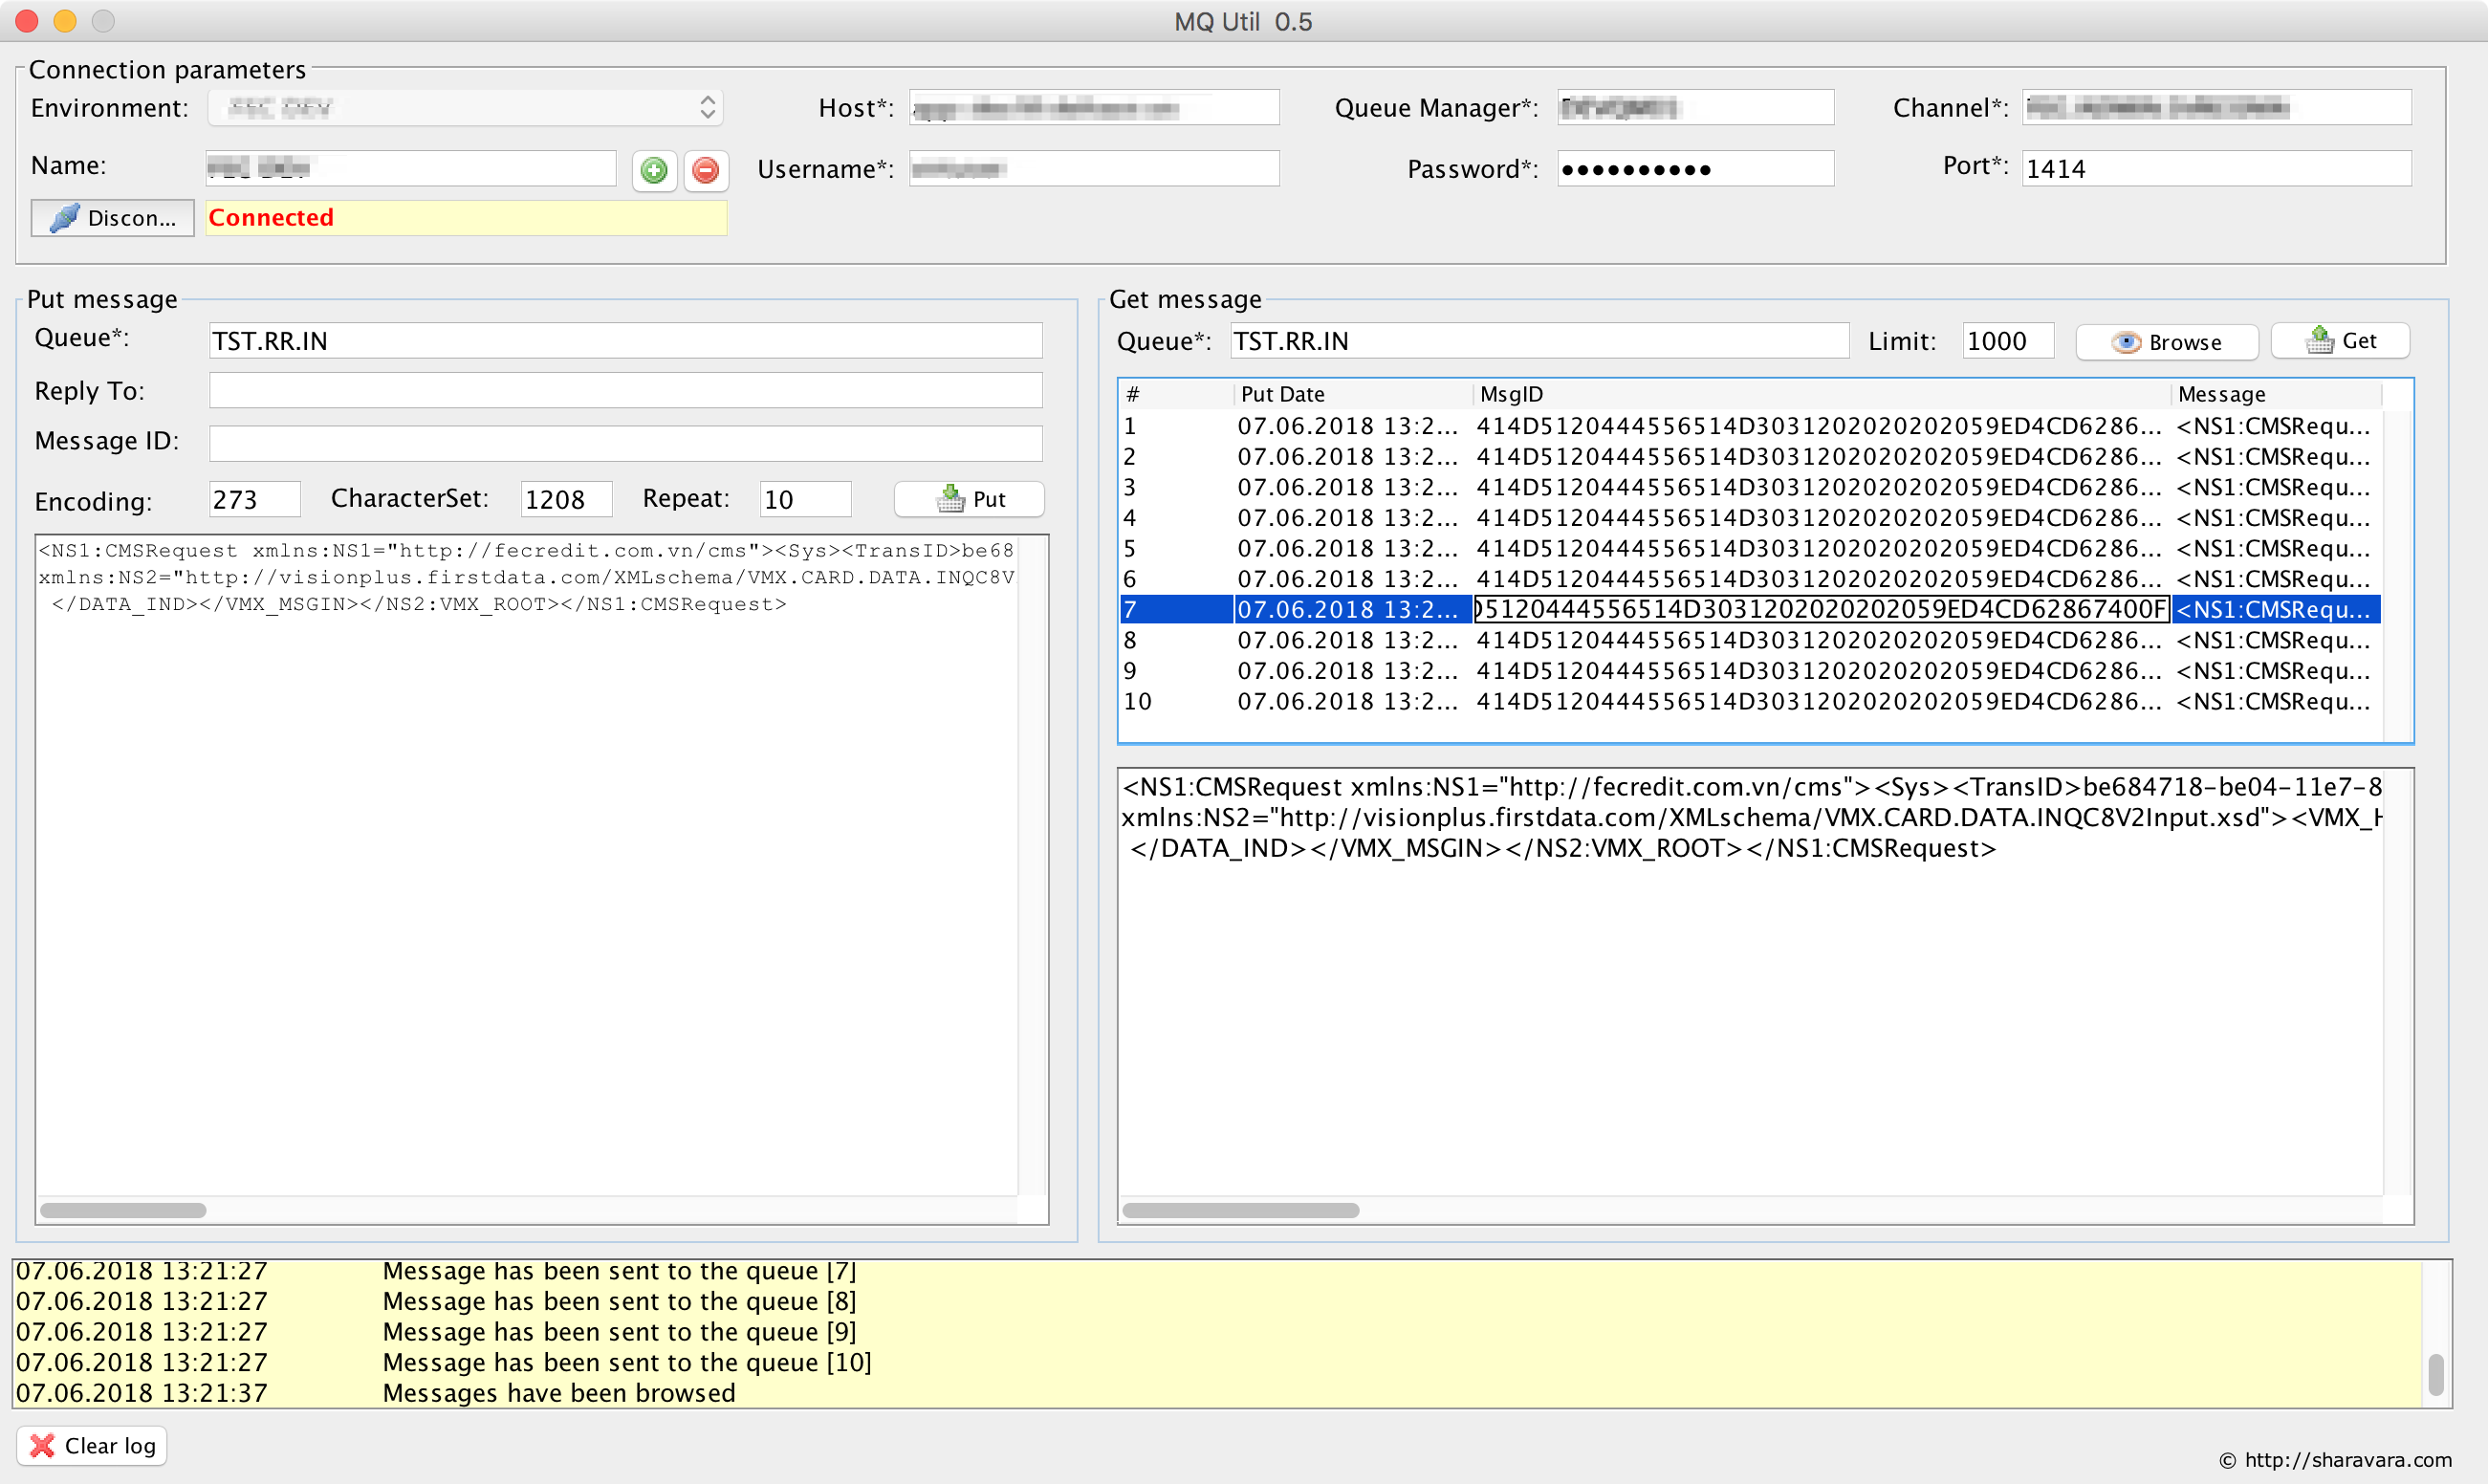 MQ Util 0.5
Connection parameters
Environment: Host*: Queue Manager*: Channel*:
Name: Username*: Password*: •••••••••• Port*: 1414
Discon... Connected
Put message
Queue*: TST.RR.IN
Reply To:
Message ID:
Encoding: 273 CharacterSet: 1208 Repeat: 10 Put
<NS1:CMSRequest xmlns:NS1="http://fecredit.com.vn/cms"><Sys><TransID>be68
xmlns:NS2="http://visionplus.firstdata.com/XMLschema/VMX.CARD.DATA.INQC8V
</DATA_IND></VMX_MSGIN></NS2:VMX_ROOT></NS1:CMSRequest>
Get message
Queue*: TST.RR.IN Limit: 1000 Browse Get
# Put Date MsgID Message
1 07.06.2018 13:2... 414D5120444556514D3031202020202059ED4CD6286... <NS1:CMSRequ...
2 07.06.2018 13:2... 414D5120444556514D3031202020202059ED4CD6286... <NS1:CMSRequ...
3 07.06.2018 13:2... 414D5120444556514D3031202020202059ED4CD6286... <NS1:CMSRequ...
4 07.06.2018 13:2... 414D5120444556514D3031202020202059ED4CD6286... <NS1:CMSRequ...
5 07.06.2018 13:2... 414D5120444556514D3031202020202059ED4CD6286... <NS1:CMSRequ...
6 07.06.2018 13:2... 414D5120444556514D3031202020202059ED4CD6286... <NS1:CMSRequ...
7 07.06.2018 13:2... D5120444556514D3031202020202059ED4CD62867400F <NS1:CMSRequ...
8 07.06.2018 13:2... 414D5120444556514D3031202020202059ED4CD6286... <NS1:CMSRequ...
9 07.06.2018 13:2... 414D5120444556514D3031202020202059ED4CD6286... <NS1:CMSRequ...
10 07.06.2018 13:2... 414D5120444556514D3031202020202059ED4CD6286... <NS1:CMSRequ...
<NS1:CMSRequest xmlns:NS1="http://fecredit.com.vn/cms"><Sys><TransID>be684718-be04-11e7-8
xmlns:NS2="http://visionplus.firstdata.com/XMLschema/VMX.CARD.DATA.INQC8V2Input.xsd"><VMX_H
</DATA_IND></VMX_MSGIN></NS2:VMX_ROOT></NS1:CMSRequest>
07.06.2018 13:21:27 Message has been sent to the queue [7]
07.06.2018 13:21:27 Message has been sent to the queue [8]
07.06.2018 13:21:27 Message has been sent to the queue [9]
07.06.2018 13:21:27 Message has been sent to the queue [10]
07.06.2018 13:21:37 Messages have been browsed
Clear log
© http://sharavara.com